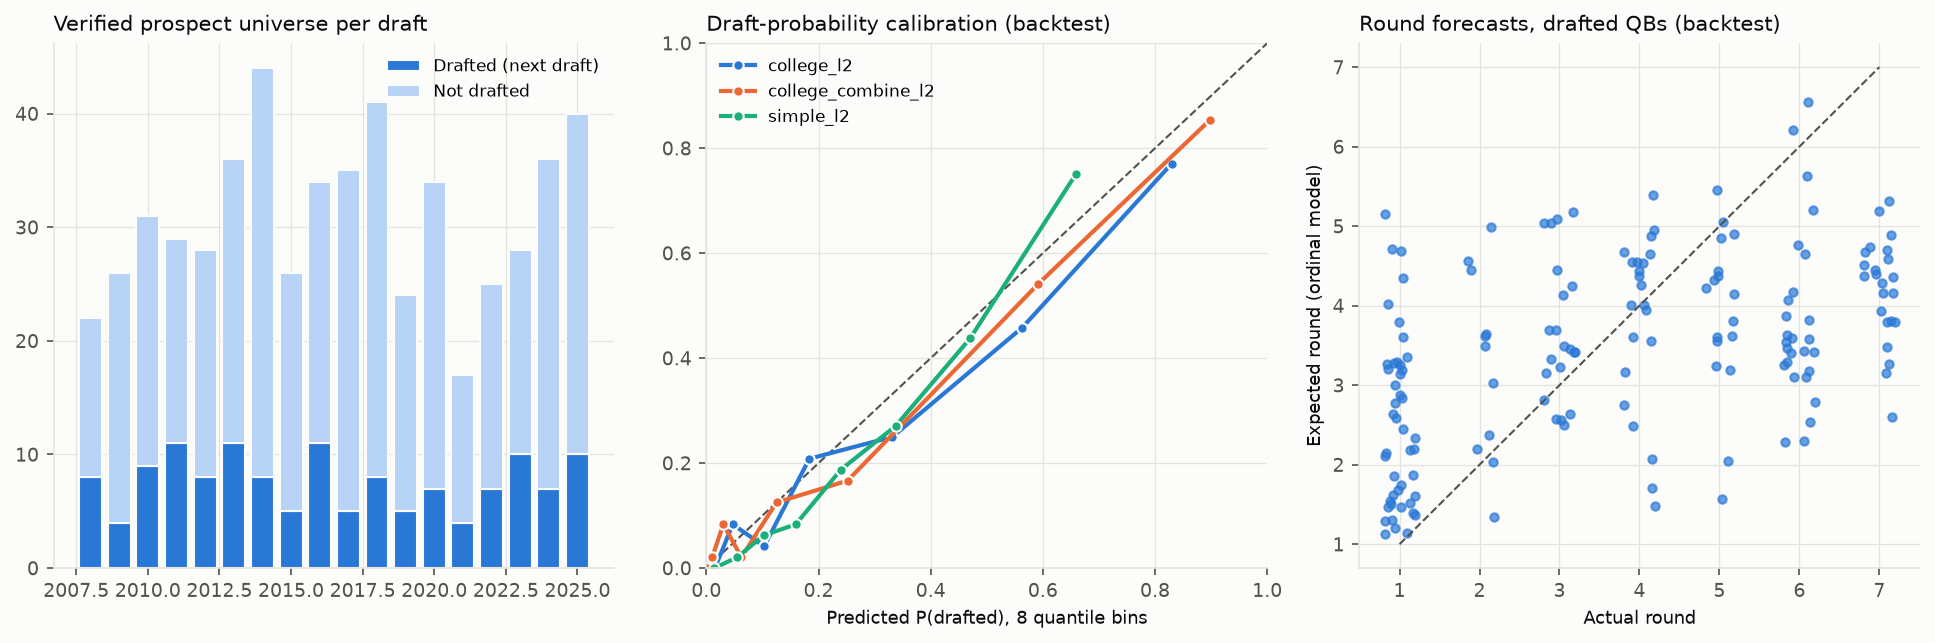 Verified prospect universe per draft
Drafted (next draft)
Not drafted
40
30
20
10
0
2007.5 2010.0 2012.5 2015.0 2017.5 2020.0 2022.5 2025.0
Draft-probability calibration (backtest)
college_l2
college_combine_l2
simple_l2
1.0
0.8
0.6
0.4
0.2
0.0
0.0 0.2 0.4 0.6 0.8 1.0
Predicted P(drafted), 8 quantile bins
Round forecasts, drafted QBs (backtest)
Expected round (ordinal model)
7
6
5
4
3
2
1
1 2 3 4 5 6 7
Actual round